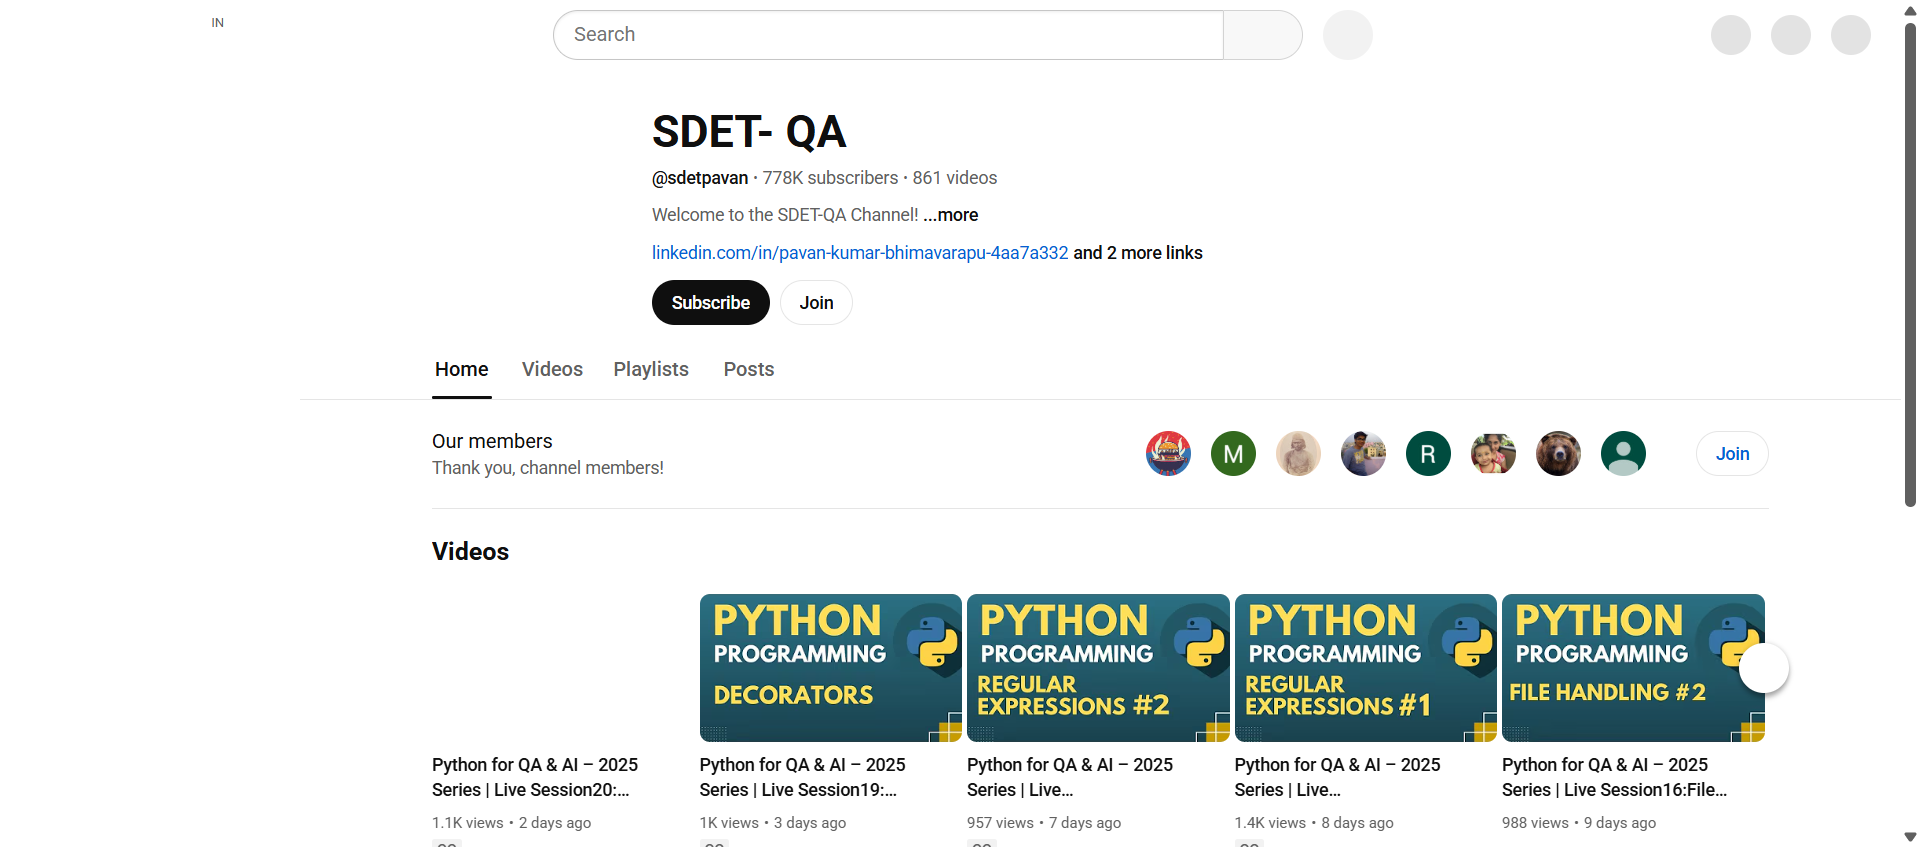 IN
Search
SDET- QA
@sdetpavan • 778K subscribers • 861 videos
Welcome to the SDET-QA Channel! ...more
linkedin.com/in/pavan-kumar-bhimavarapu-4aa7a332 and 2 more links
Subscribe Join
Home Videos Playlists Posts
Our members
Thank you, channel members!
M R
Join
Videos
PYTHON
PROGRAMMING
DECORATORS
PYTHON
PROGRAMMING
REGULAR
EXPRESSIONS #2
PYTHON
PROGRAMMING
REGULAR
EXPRESSIONS #1
PYTHON
PROGRAMMING
FILE HANDLING #2
Python for QA & AI – 2025
Series | Live Session20:...
1.1K views • 2 days ago
Python for QA & AI – 2025
Series | Live Session19:...
1K views • 3 days ago
Python for QA & AI – 2025
Series | Live...
957 views • 7 days ago
Python for QA & AI – 2025
Series | Live...
1.4K views • 8 days ago
Python for QA & AI – 2025
Series | Live Session16:File...
988 views • 9 days ago